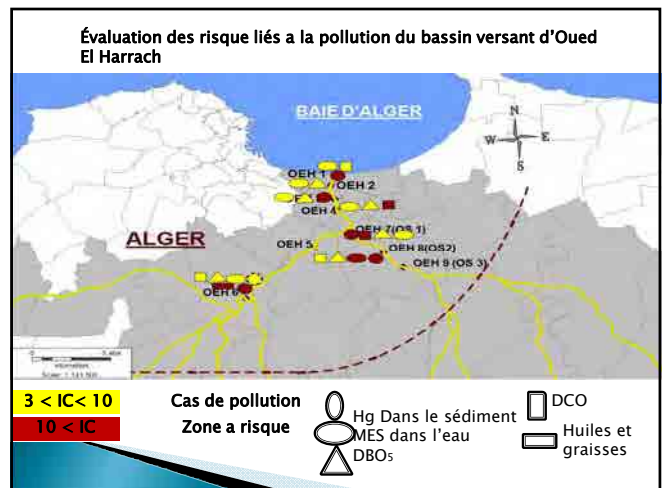 Évaluation des risque liés a la pollution du bassin versant d’Oued
El Harrach
BAIE D'ALGER
N
W E
S
OEH 1
OEH 2
OEH 4
ALGER
OEH 7(OS 1)
OEH 5
OEH 8(OS2)
OEH 9 (OS 3)
OEH 6
3 < IC< 10 Cas de pollution
10 < IC Zone a risque
Hg Dans le sédiment
MES dans l’eau
DBO5
DCO
Huiles et
graisses